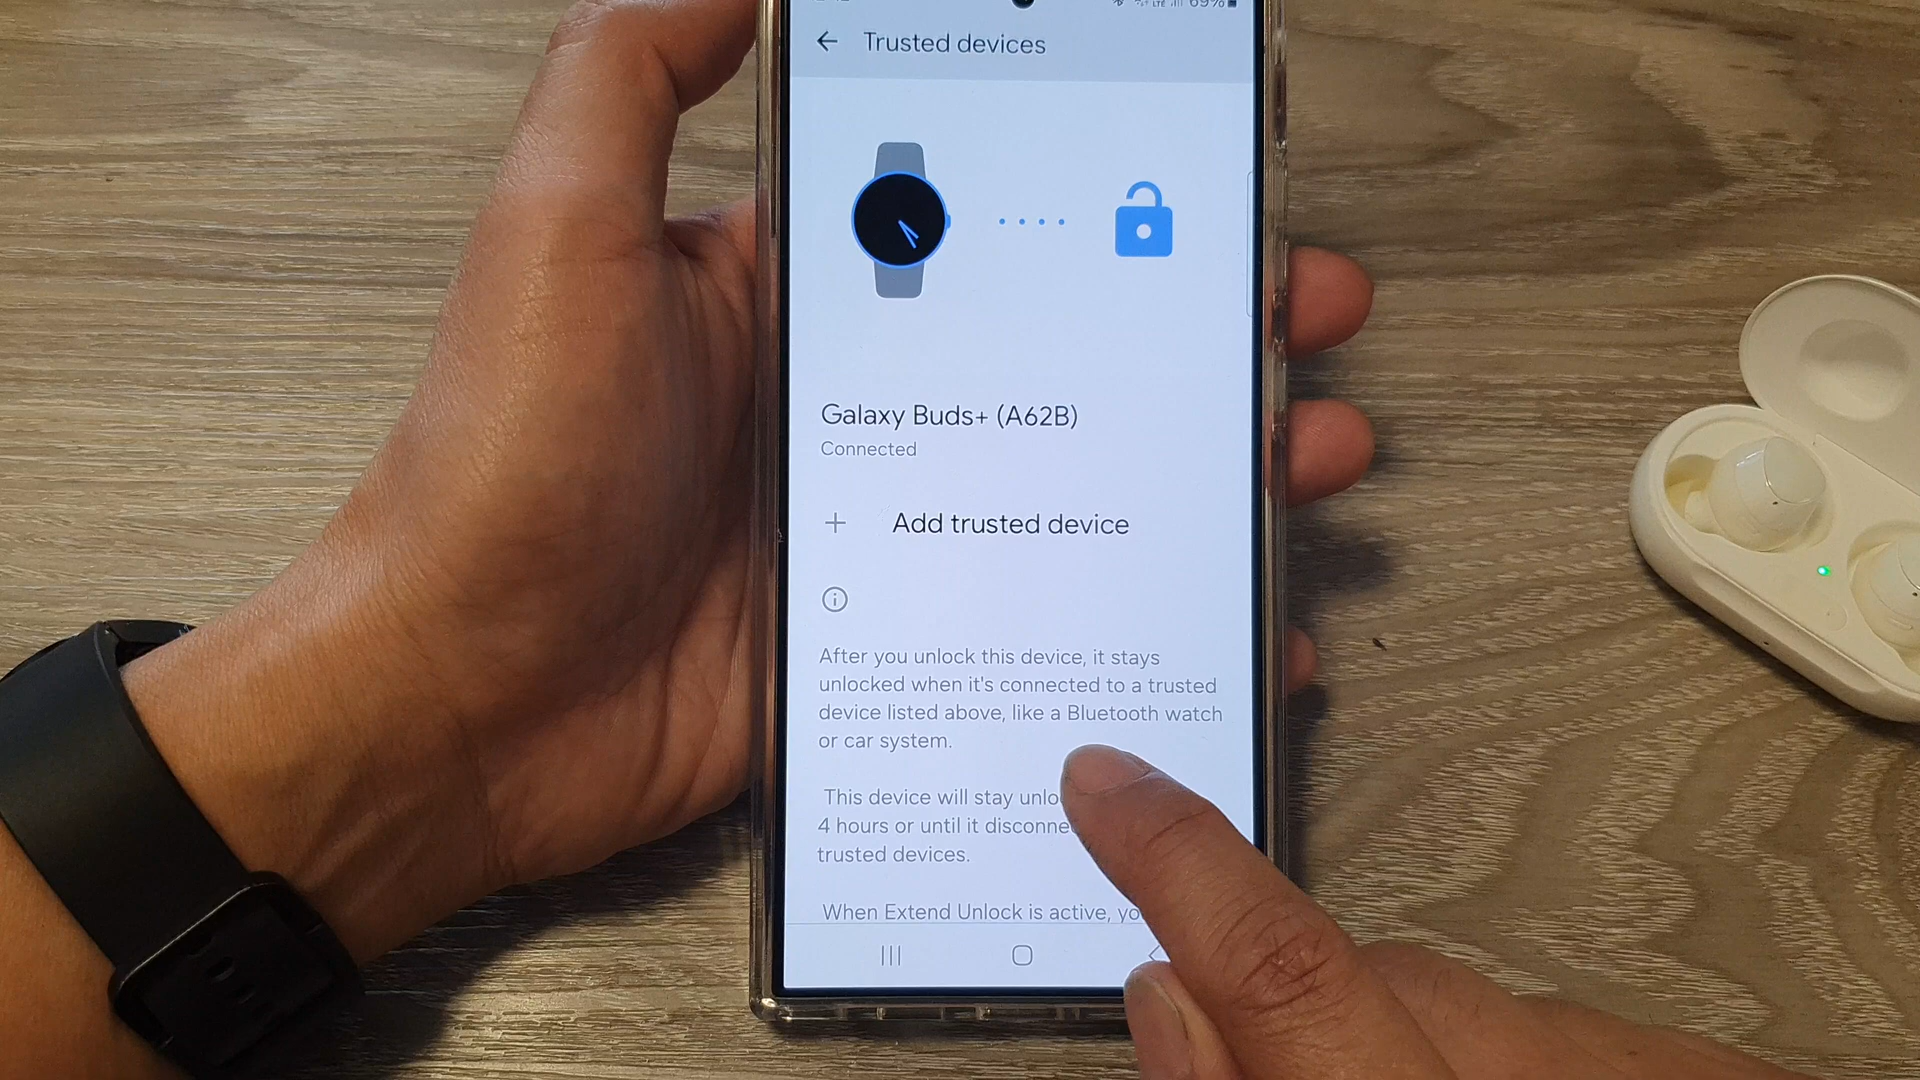 LTE 69%
Trusted devices
Galaxy Buds+ (A62B)
Connected
Add trusted device
After you unlock this device, it stays
unlocked when it's connected to a trusted
device listed above, like a Bluetooth watch
or car system.
This device will stay
4 hours or until it
trusted devices.
When Extend Unlock is active,